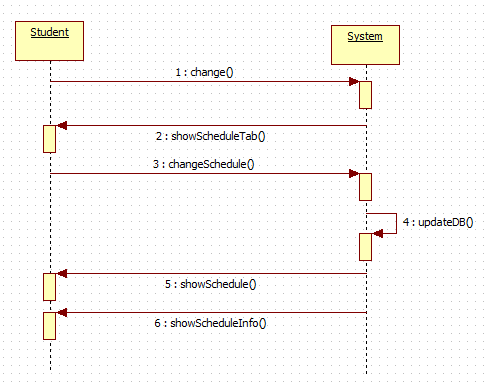 Student
System
1 : change()
2 : showScheduleTab()
3 : changeSchedule()
4 : updateDB()
5 : showSchedule()
6 : showScheduleInfo()